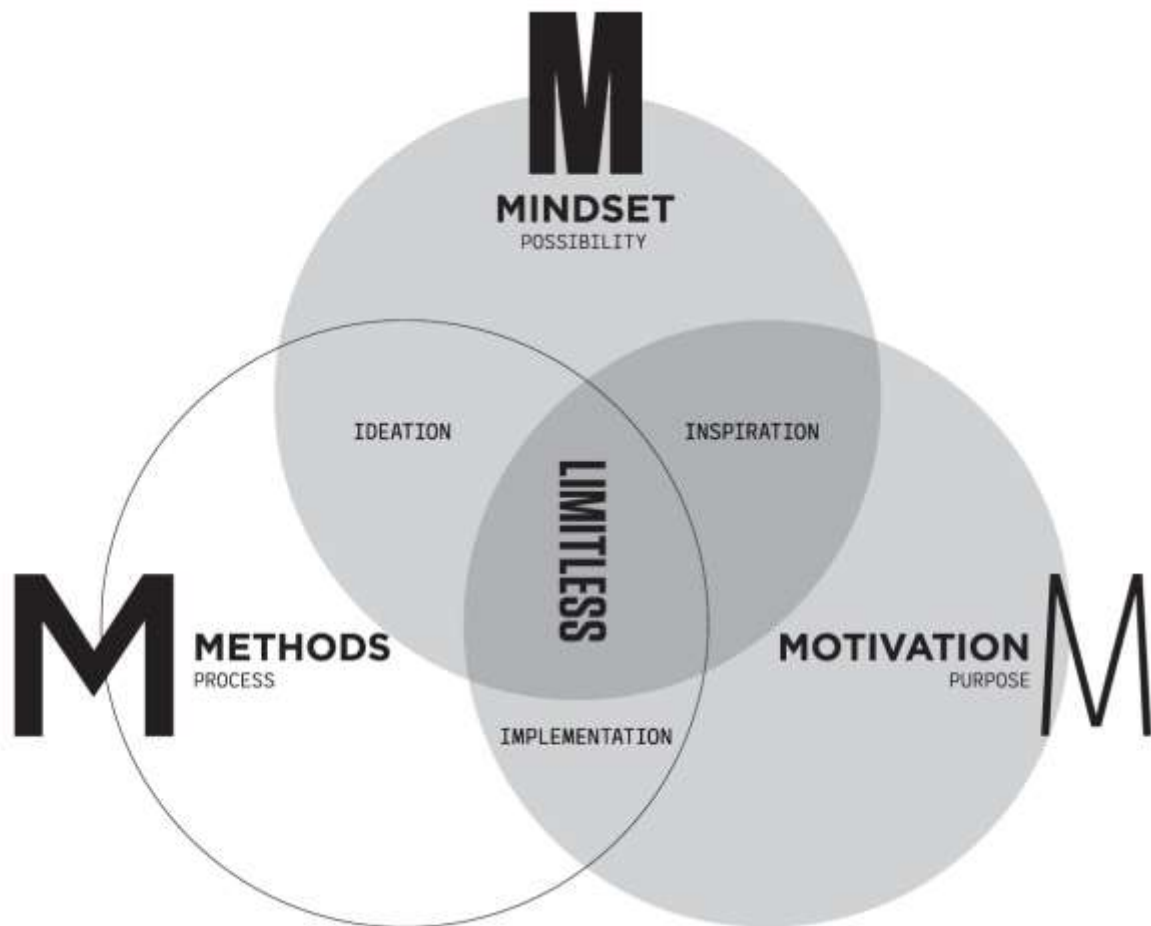 M
MINDSET
POSSIBILITY
IDEATION
INSPIRATION
LIMITLESS
M
METHODS
PROCESS
MOTIVATION
PURPOSE
M
IMPLEMENTATION